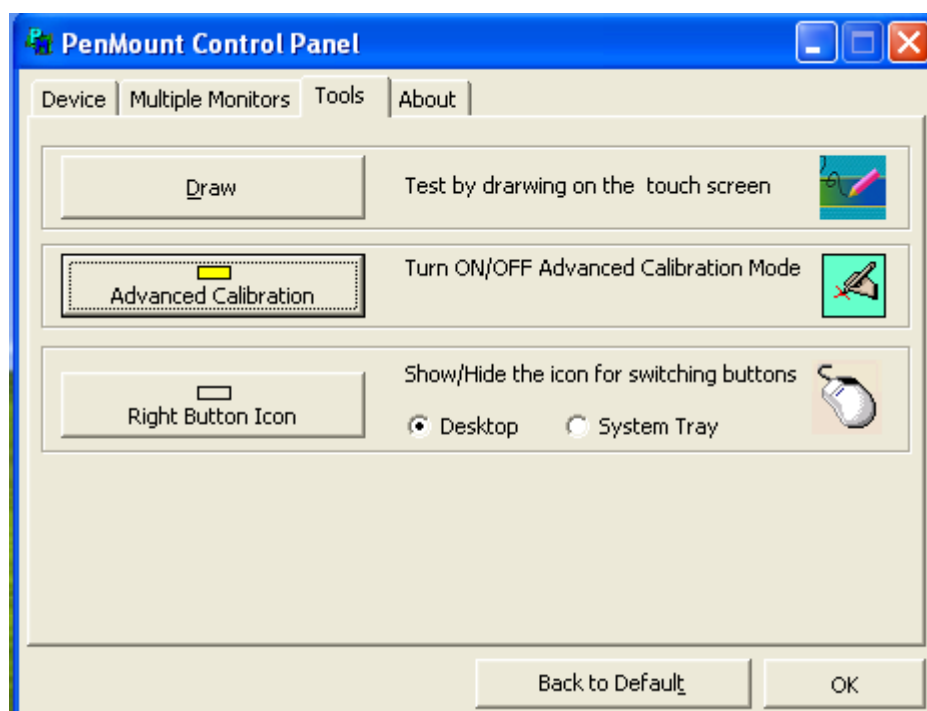 PenMount Control Panel
Device Multiple Monitors Tools About
Draw Test by drarwing on the touch screen
Advanced Calibration Turn ON/OFF Advanced Calibration Mode
Right Button Icon Show/Hide the icon for switching buttons
Desktop System Tray
Back to Default OK